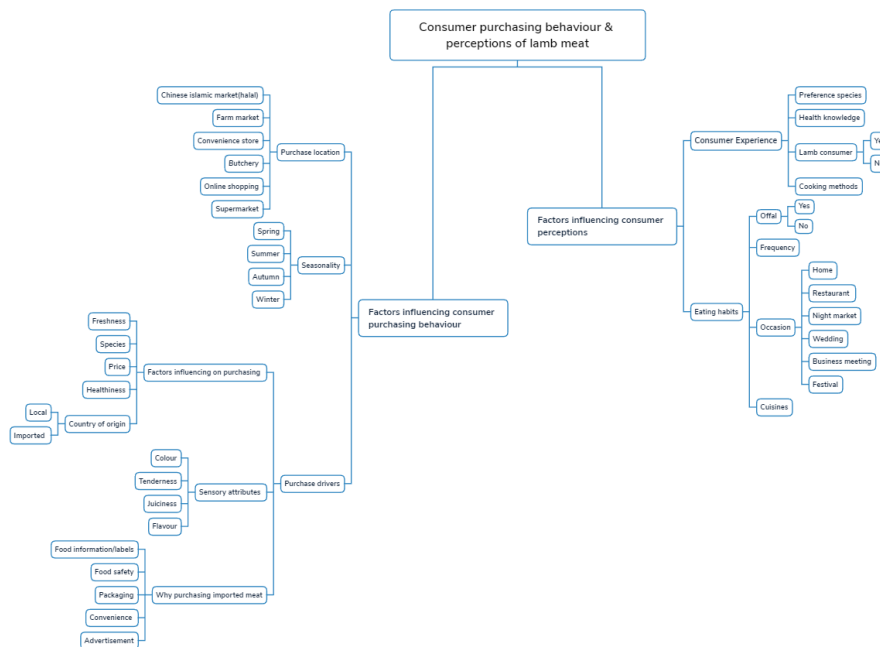 Consumer purchasing behaviour &
perceptions of lamb meat
Chinese islamic market(halal)
Farm market
Convenience store
Butchery
Online shopping
Supermarket
Purchase location
Spring
Summer
Autumn
Winter
Seasonality
Factors influencing consumer
purchasing behaviour
Freshness
Species
Price
Healthiness
Local
Imported
Country of origin
Factors influencing on purchasing
Colour
Tenderness
Juiciness
Flavour
Sensory attributes
Purchase drivers
Food information/labels
Food safety
Packaging
Convenience
Advertisement
Why purchasing imported meat
Factors influencing consumer
perceptions
Consumer Experience
Preference species
Health knowledge
Lamb consumer
Cooking methods
Eating habits
Offal
Yes
No
Frequency
Occasion
Home
Restaurant
Night market
Wedding
Business meeting
Festival
Cuisines